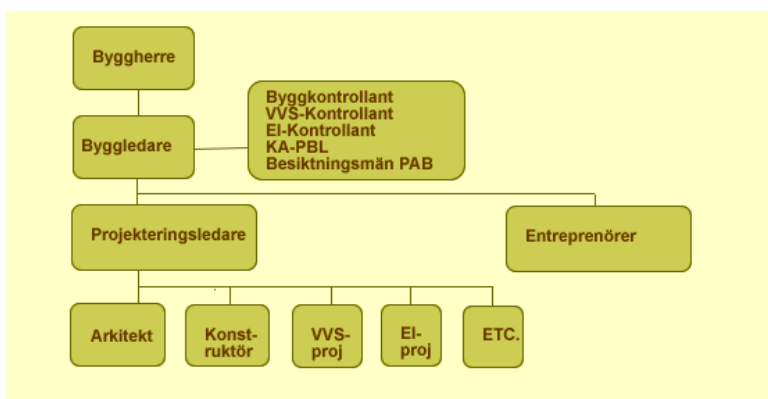 Byggherre
Byggledare
Byggkontrollant
VVS-Kontrollant
El-Kontrollant
KA-PBL
Besiktningsmän PAB
Projekteringsledare
Entreprenörer
Arkitekt
Konst-
ruktör
VVS-
proj
El-
proj
ETC.